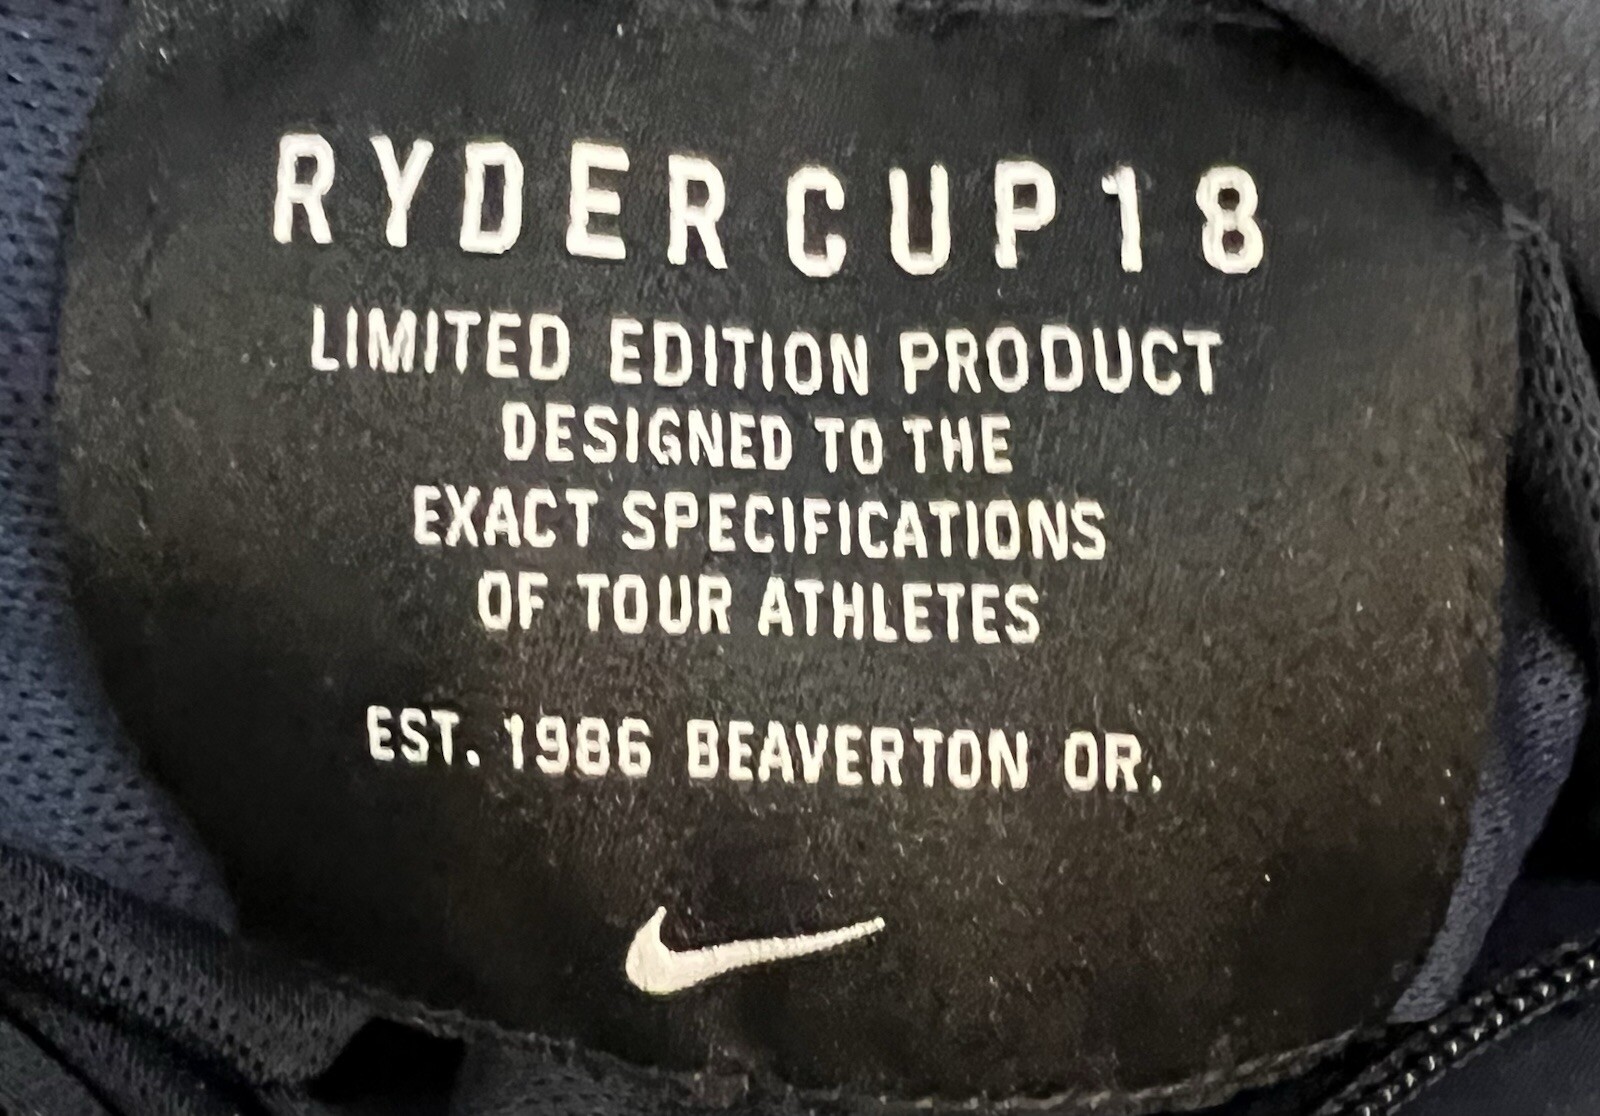 RYDER CUP 18
LIMITED EDITION PRODUCT
DESIGNED TO THE
EXACT SPECIFICATIONS
OF TOUR ATHLETES
EST. 1986 BEAVERTON OR.